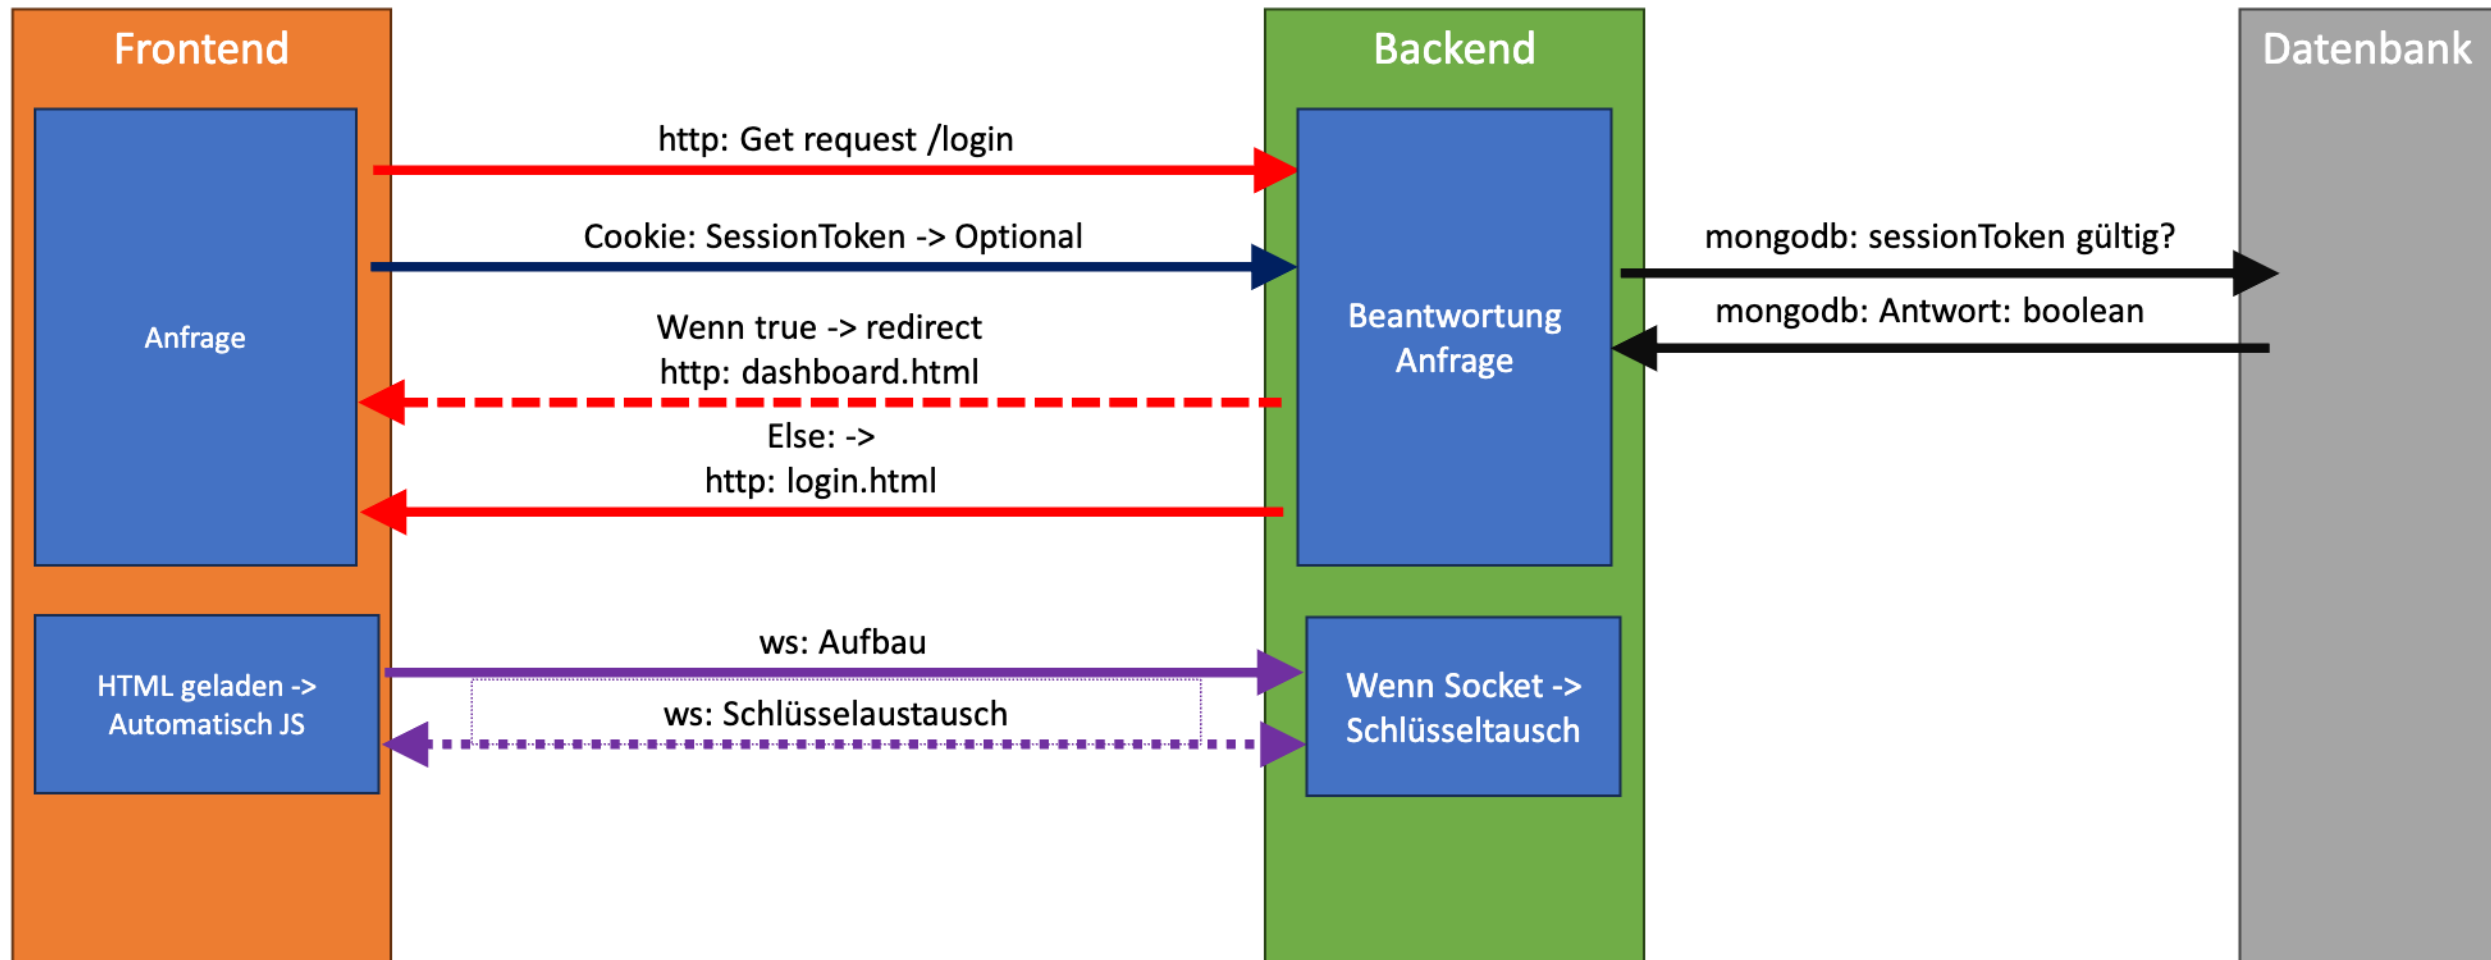 Frontend
Backend
Datenbank
http: Get request /login
Cookie: SessionToken -> Optional
mongodb: sessionToken gültig?
mongodb: Antwort: boolean
Anfrage
Wenn true -> redirect
http: dashboard.html
Beantwortung
Anfrage
Else: ->
http: login.html
ws: Aufbau
HTML geladen ->
Automatisch JS
ws: Schlüsselaustausch
Wenn Socket ->
Schlüsseltausch